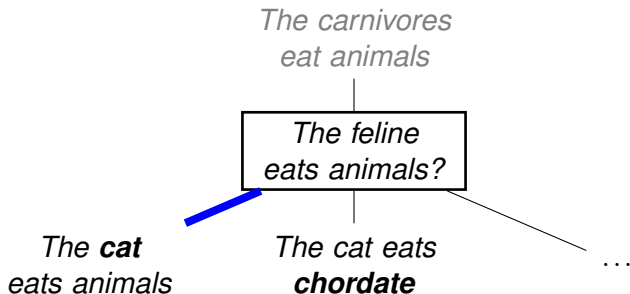 The carnivores
eat animals
The feline
eats animals?
The cat
eats animals
The cat eats
chordate
...